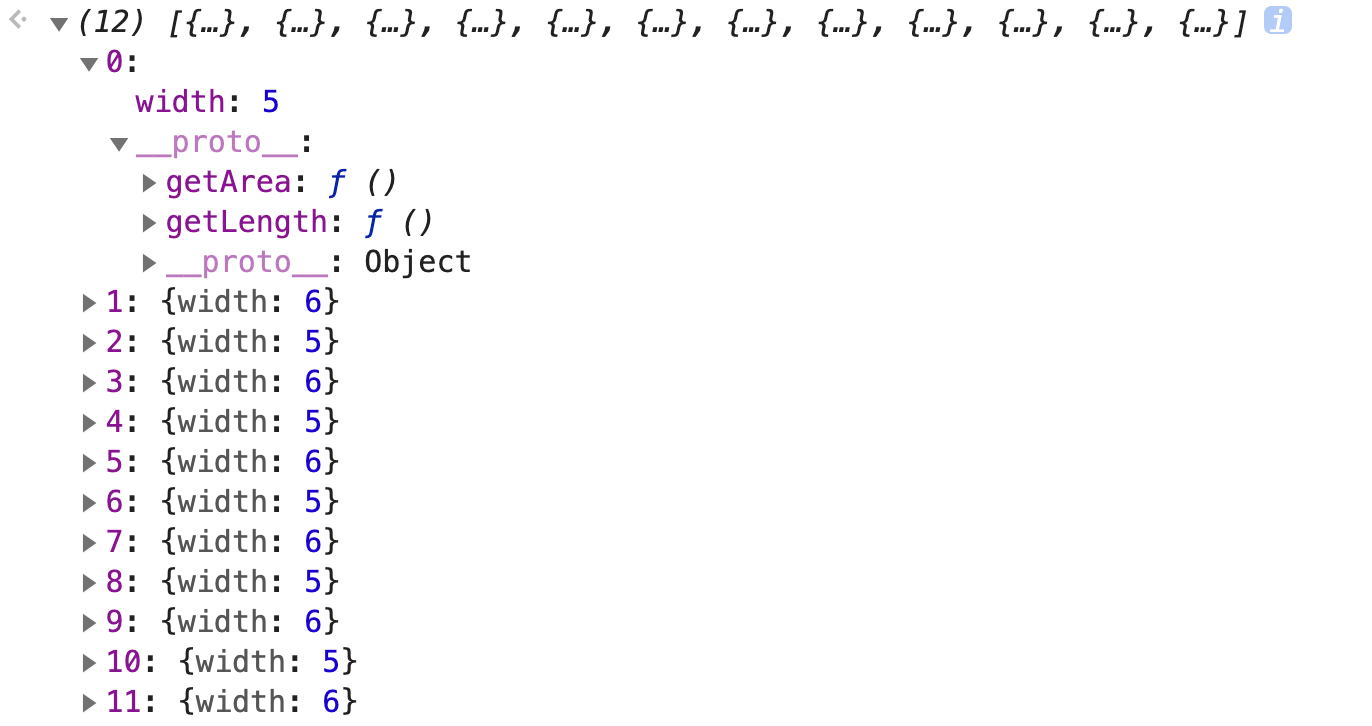 (12) [{…}, {…}, {…}, {…}, {…}, {…}, {…}, {…}, {…}, {…}, {…}, {…}] i
0:
width: 5
__proto__:
getArea: ƒ ()
getLength: ƒ ()
__proto__: Object
1: {width: 6}
2: {width: 5}
3: {width: 6}
4: {width: 5}
5: {width: 6}
6: {width: 5}
7: {width: 6}
8: {width: 5}
9: {width: 6}
10: {width: 5}
11: {width: 6}